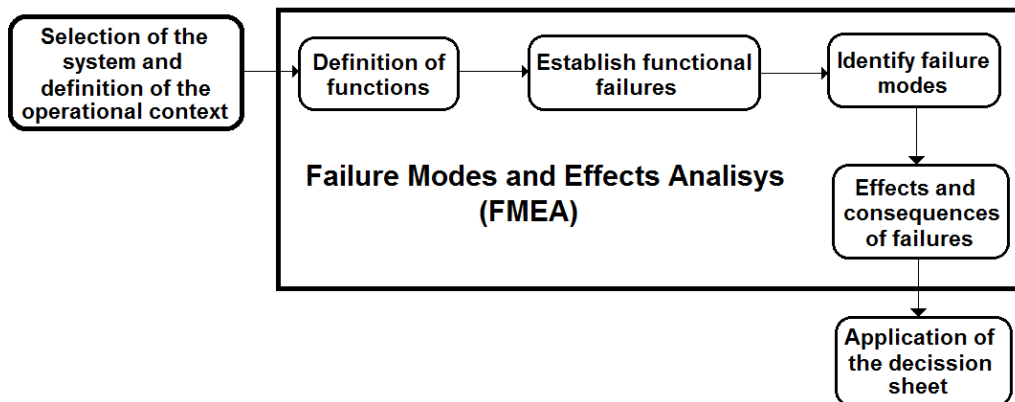 Selection of the
system and
definition of the
operational context
Definition of
functions
Establish functional
failures
Identify failure
modes
Failure Modes and Effects Analisys
(FMEA)
Effects and
consequences
of failures
Application of
the decission
sheet